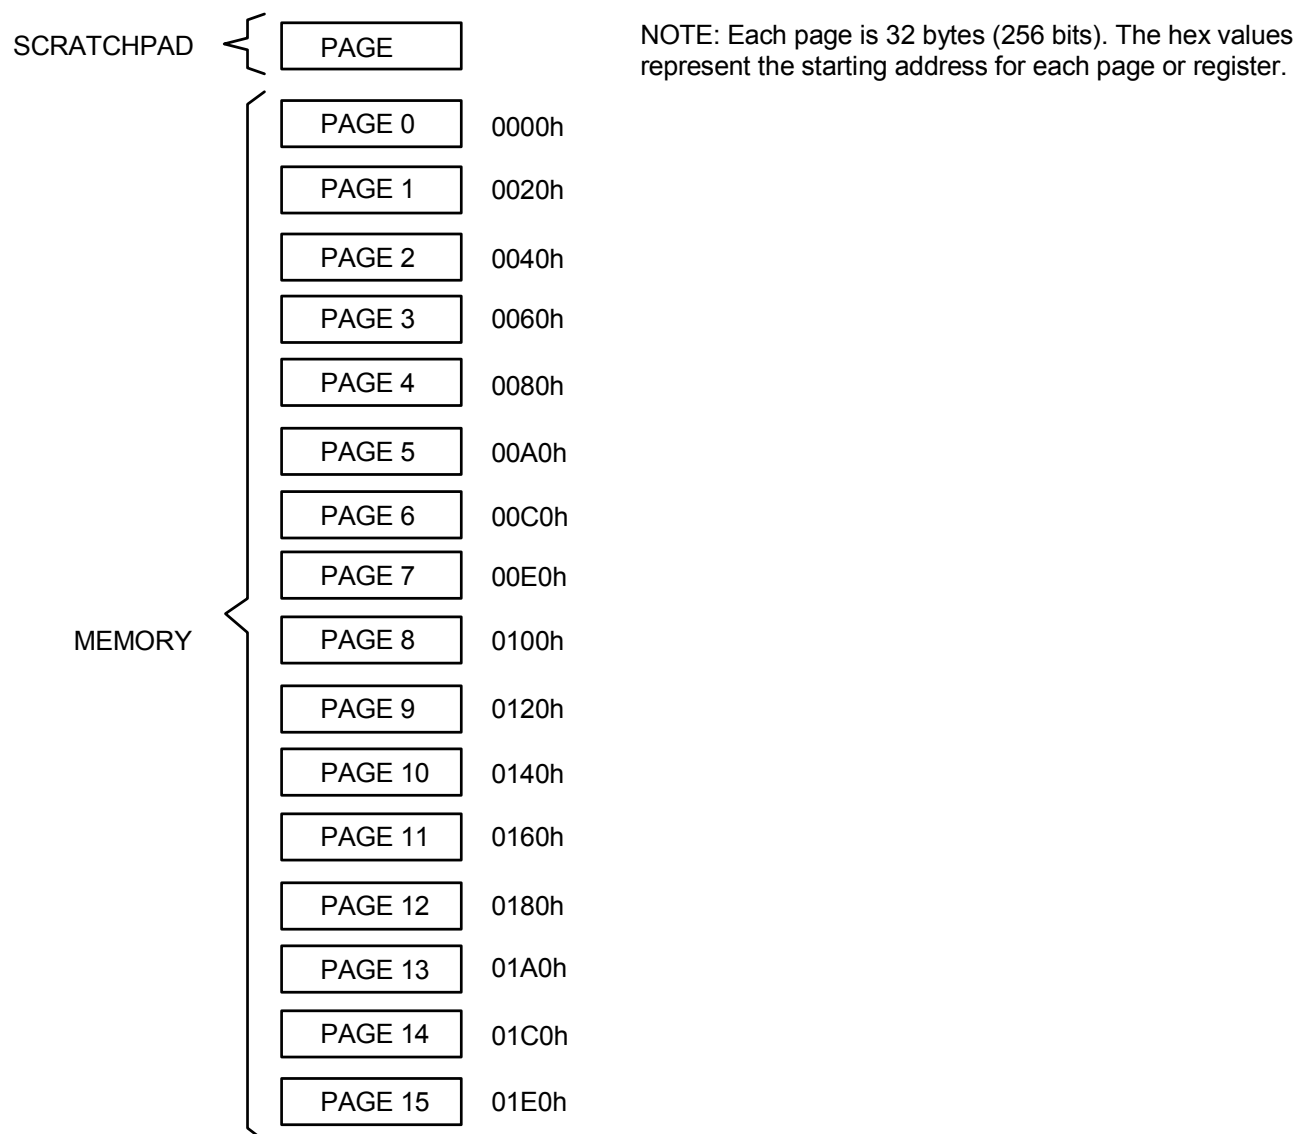 SCRATCHPAD
PAGE
NOTE: Each page is 32 bytes (256 bits). The hex values
represent the starting address for each page or register.
PAGE 0 0000h
PAGE 1 0020h
PAGE 2 0040h
PAGE 3 0060h
PAGE 4 0080h
PAGE 5 00A0h
PAGE 6 00C0h
PAGE 7 00E0h
MEMORY
PAGE 8 0100h
PAGE 9 0120h
PAGE 10 0140h
PAGE 11 0160h
PAGE 12 0180h
PAGE 13 01A0h
PAGE 14 01C0h
PAGE 15 01E0h